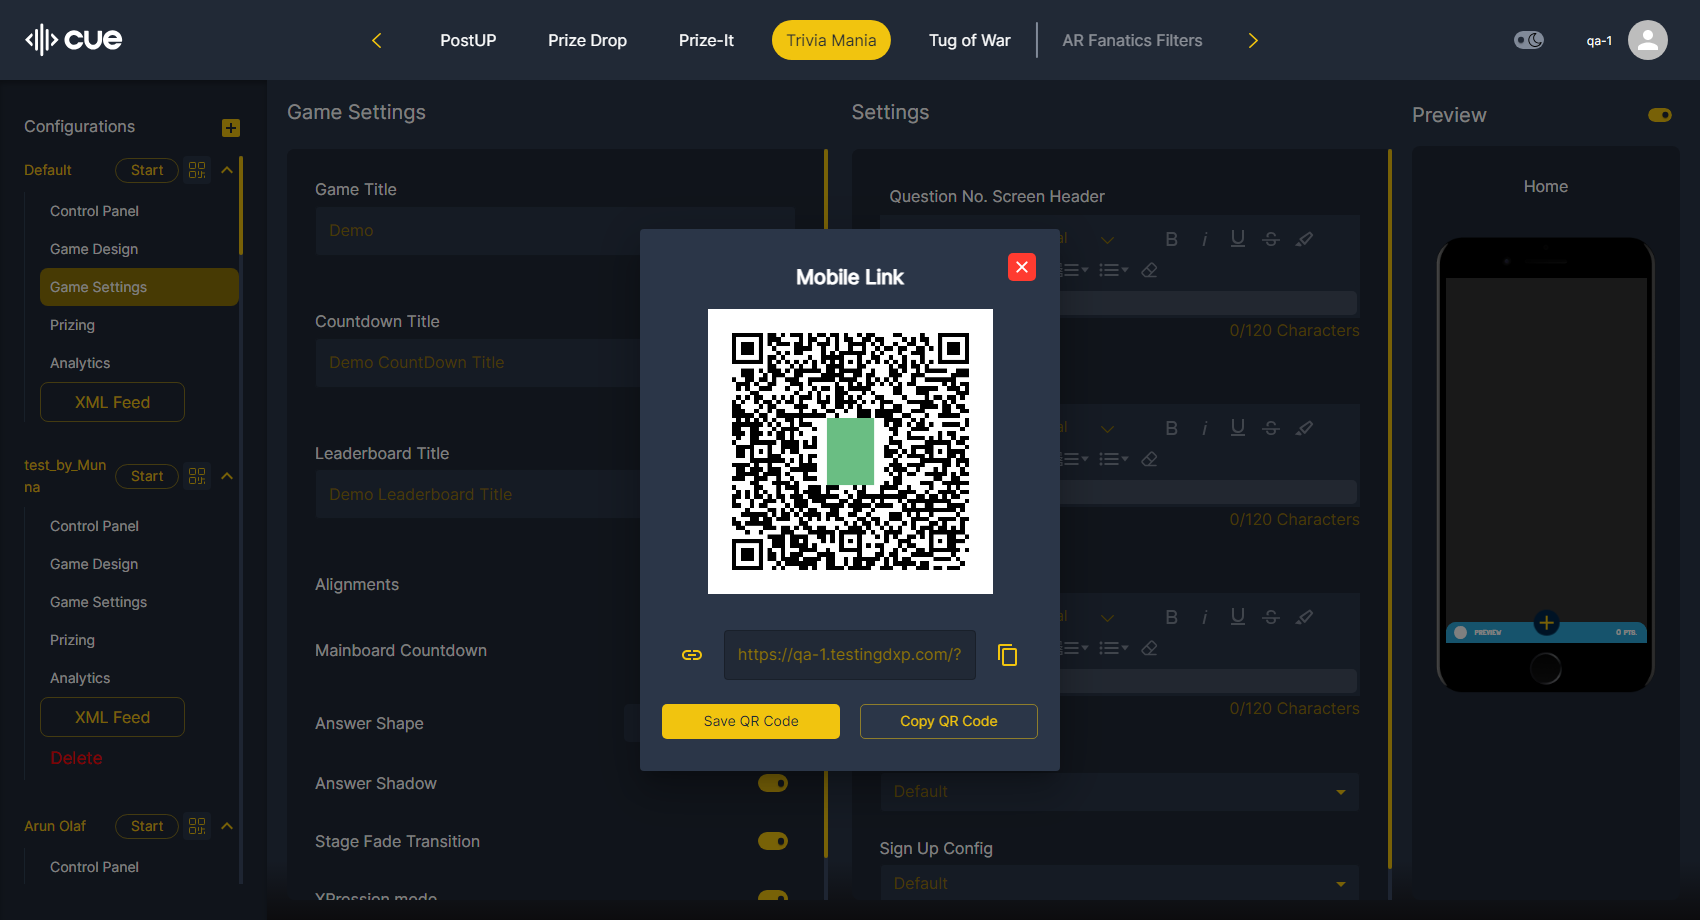 cue
PostUP
Prize Drop
Prize-It
Trivia Mania
Tug of War
AR Fanatics Filters
qa-1
Configurations
Default
Start
Control Panel
Game Design
Game Settings
Prizing
Analytics
XML Feed
test_by_Mun
na
Start
Control Panel
Game Design
Game Settings
Prizing
Analytics
XML Feed
Delete
Arun Olaf
Start
Control Panel
Game Settings
Game Title
Demo
Countdown Title
Demo CountDown Title
Leaderboard Title
Demo Leaderboard Title
Alignments
Mainboard Countdown
Answer Shape
Answer Shadow
Stage Fade Transition
XPression mode
Mobile Link
https://qa-1.testingdxp.com/?
Save QR Code
Copy QR Code
Settings
Question No. Screen Header
B i U S
0/120 Characters
B i U S
0/120 Characters
B i U S
0/120 Characters
Default
Sign Up Config
Default
Preview
Home
PREVIEW
0 PTS.